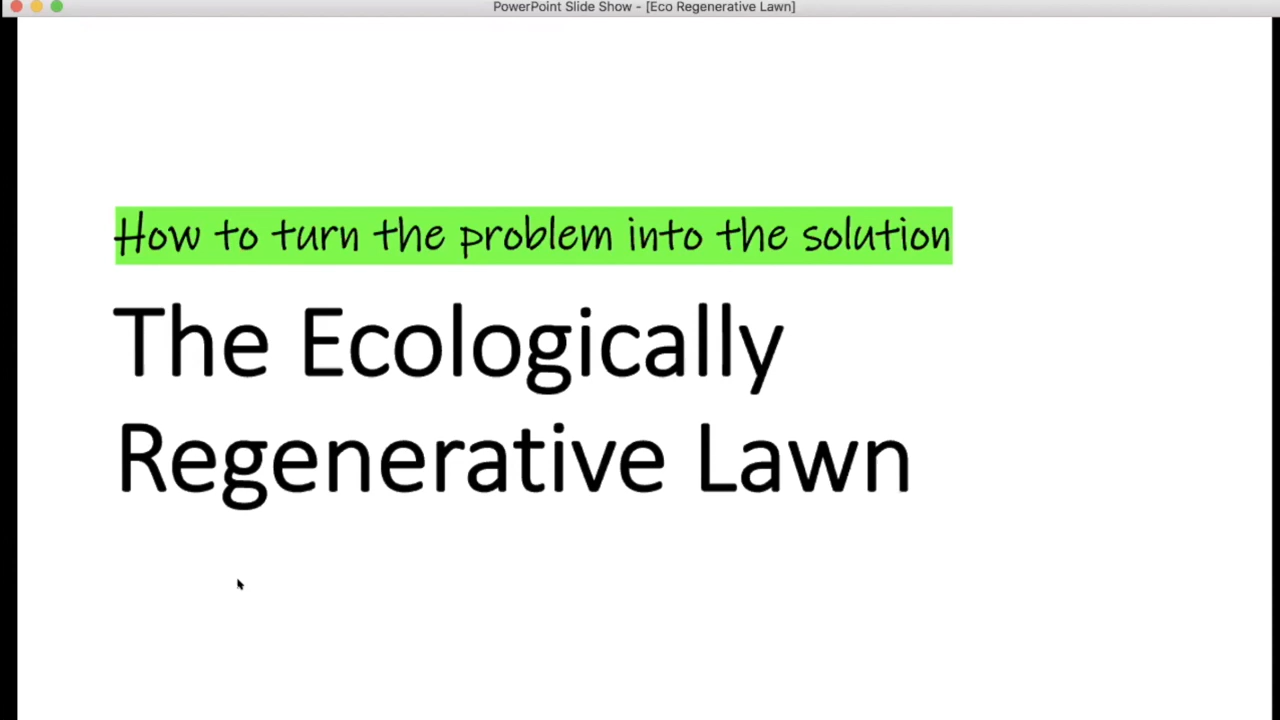 PowerPoint Slide Show - [Eco Regenerative Lawn]
How to turn the problem into the solution
The Ecologically
Regenerative Lawn